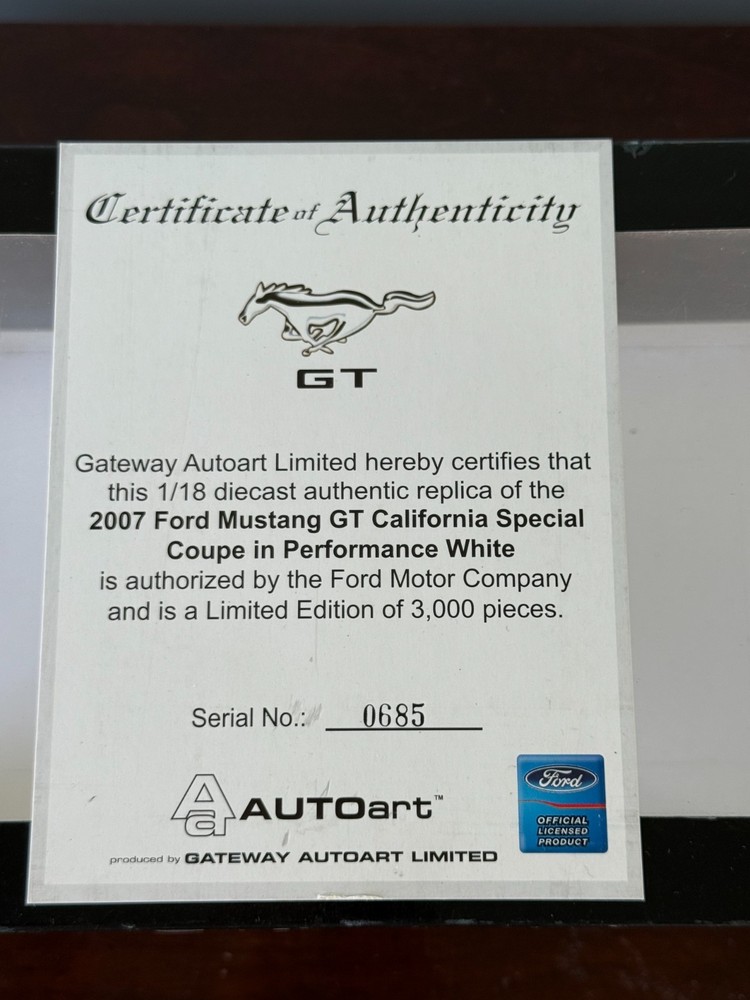 Certificate of Authenticity
GT
Gateway Autoart Limited hereby certifies that
this 1/18 diecast authentic replica of the
2007 Ford Mustang GT California Special
Coupe in Performance White
is authorized by the Ford Motor Company
and is a Limited Edition of 3,000 pieces.
Serial No.: 0685
Aa AUTOart™
produced by GATEWAY AUTOART LIMITED
Ford
OFFICIAL
LICENSED
PRODUCT